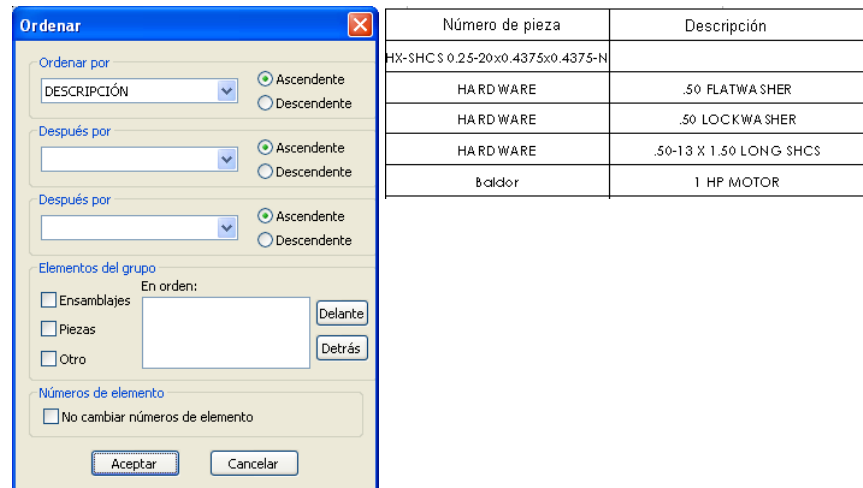 Ordenar
Ordenar por
DESCRIPCIÓN
Ascendente
Descendente
Después por
Ascendente
Descendente
Después por
Ascendente
Descendente
Elementos del grupo
En orden:
Ensamblajes
Piezas
Otro
Delante
Detrás
Números de elemento
No cambiar números de elemento
Aceptar Cancelar
Número de pieza Descripción
HX-SHCS 0.25-20x0.4375x0.4375-N
HARDWARE .50 FLATWASHER
HARDWARE .50 LOCKWASHER
HARDWARE .50-13 X 1.50 LONG SHCS
Baldor 1 HP MOTOR